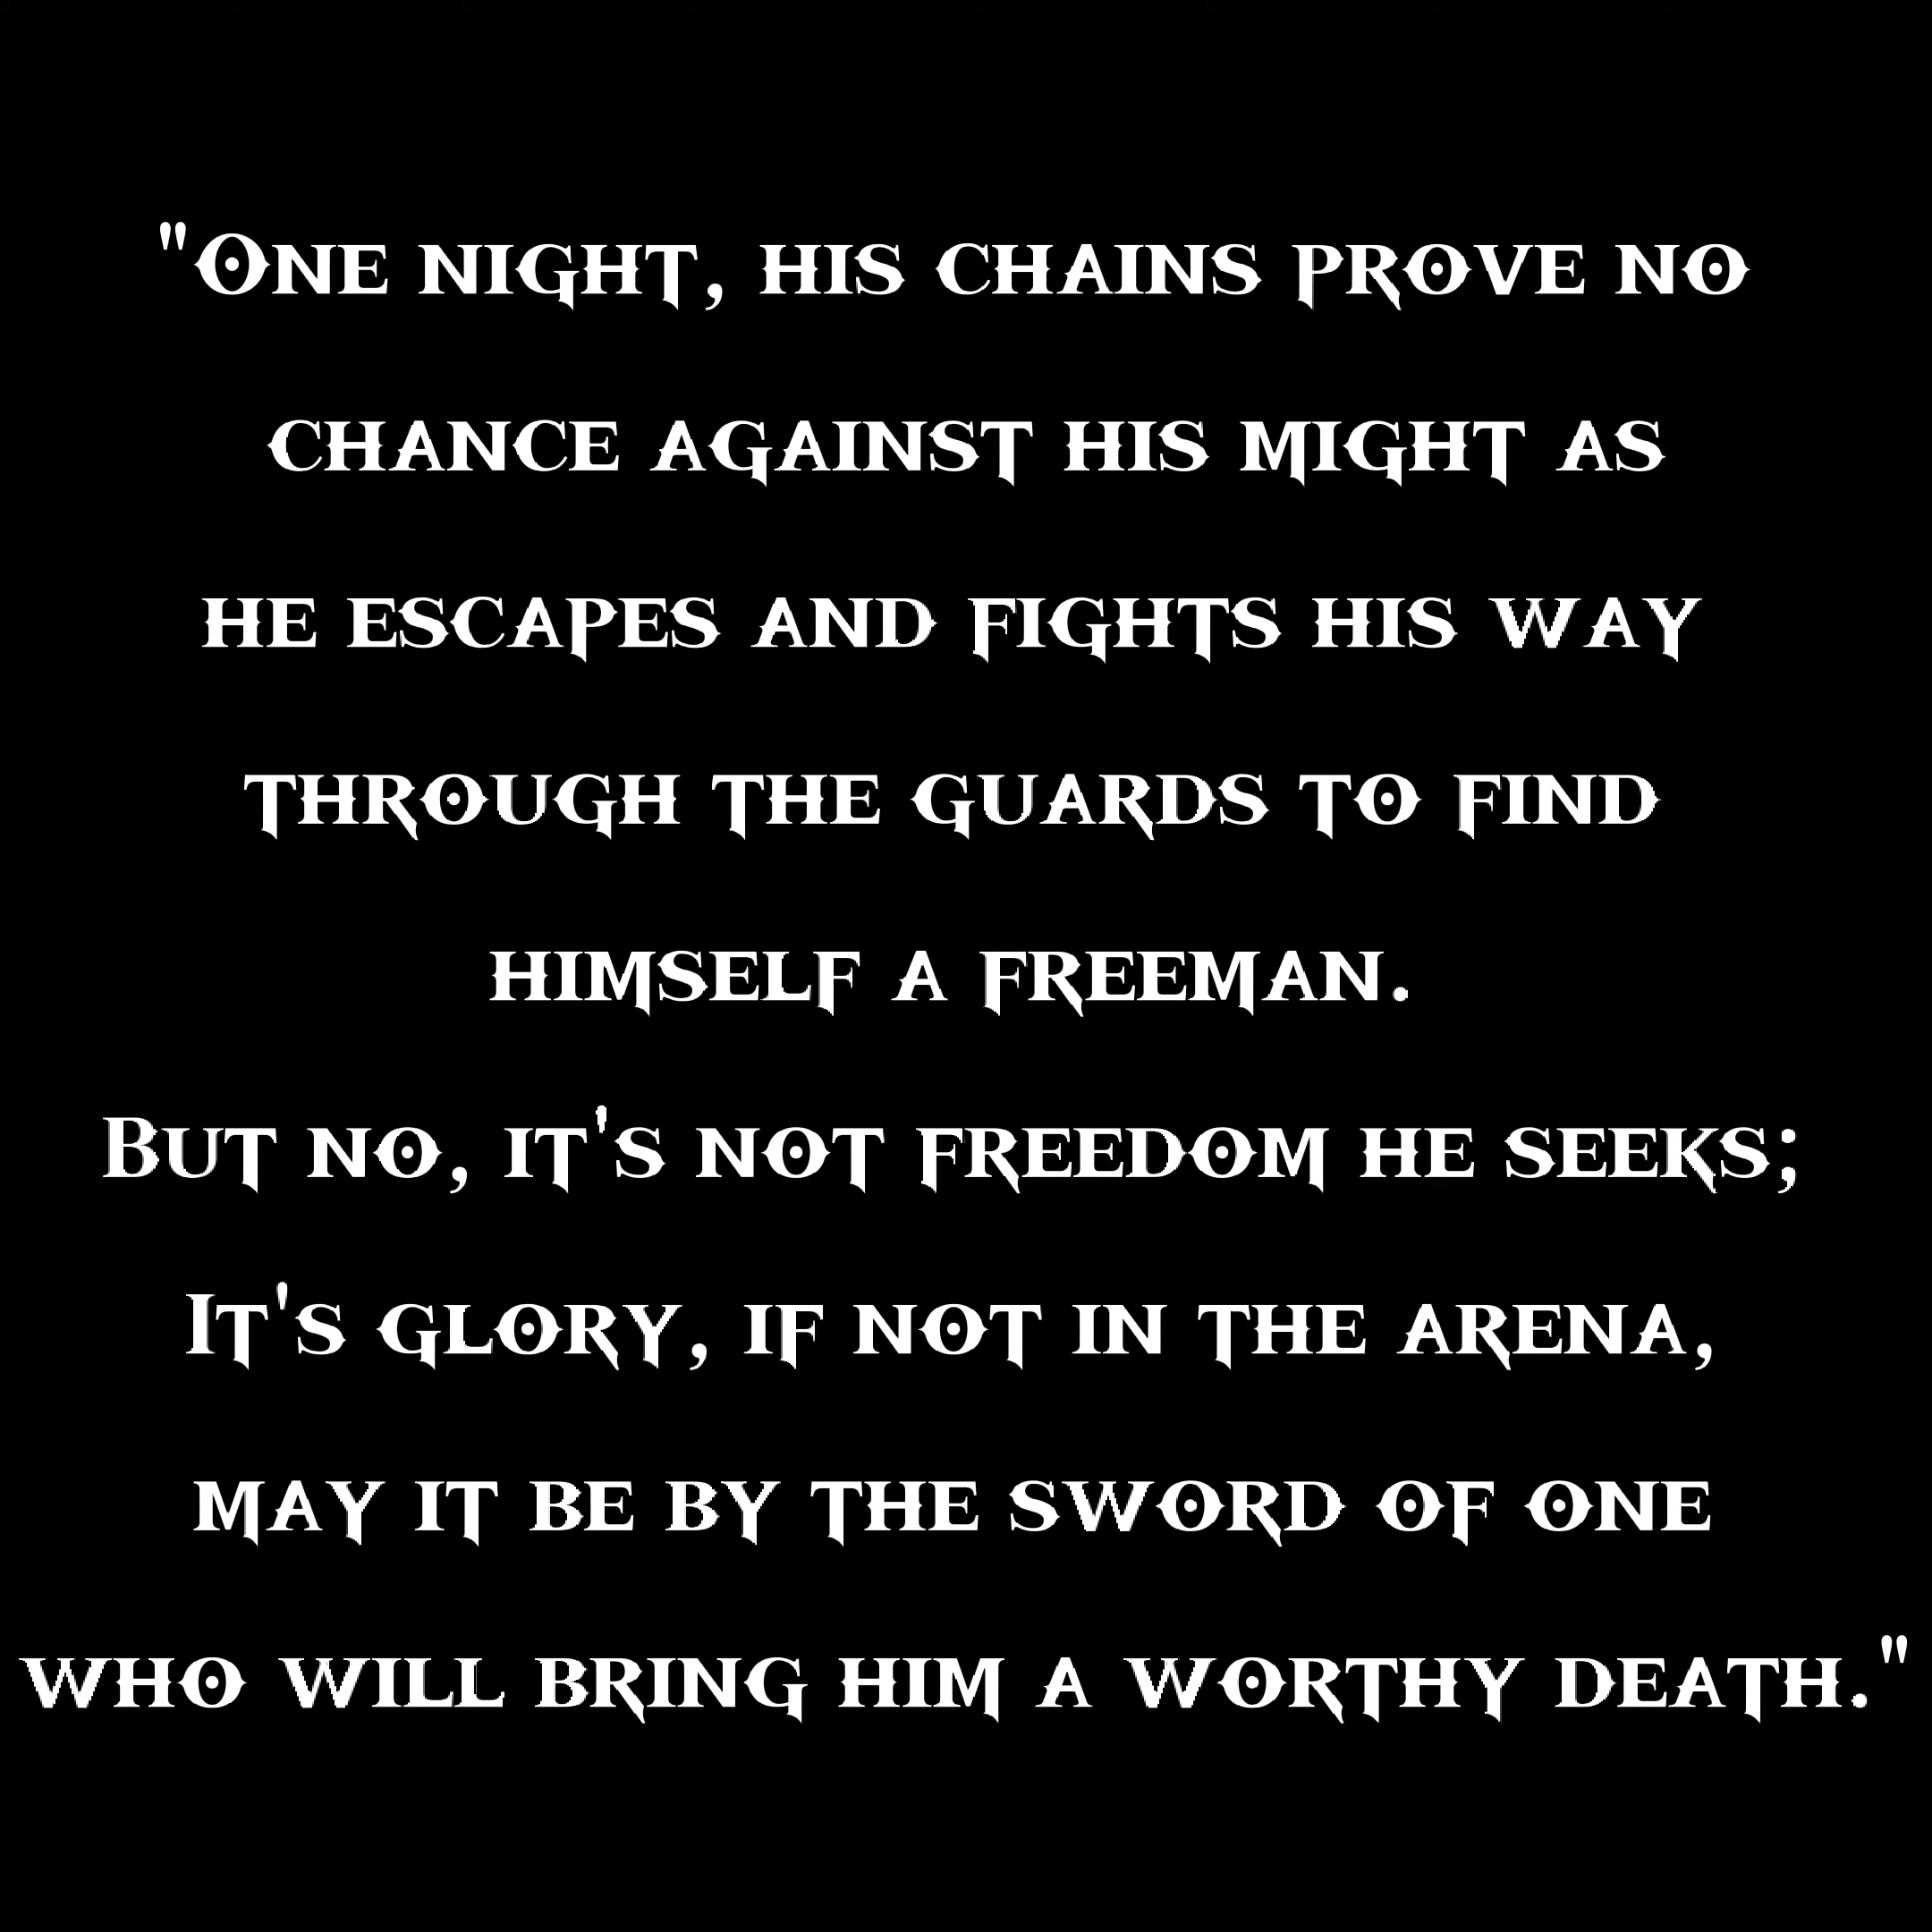 "One night, his chains prove no
chance against his might as
he escapes and fights his way
through the guards to find
himself a freeman.
But no, it's not freedom he seeks;
It's glory, if not in the arena,
may it be by the sword of one
who will bring him a worthy death."